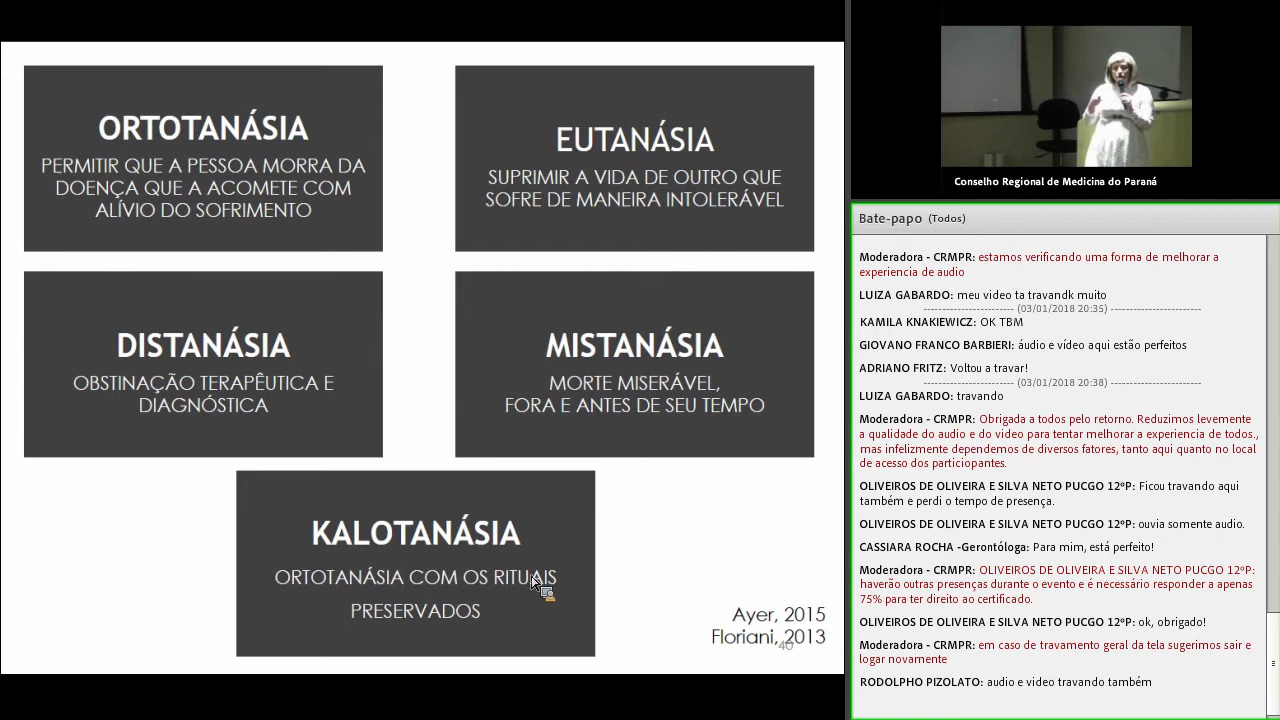 ORTOTANÁSIA
PERMITIR QUE A PESSOA MORRA DA
DOENÇA QUE A ACOMETE COM
ALÍVIO DO SOFRIMENTO
EUTANÁSIA
SUPRIMIR A VIDA DE OUTRO QUE
SOFRE DE MANEIRA INTOLERÁVEL
DISTANÁSIA
OBSTINAÇÃO TERAPÊUTICA E
DIAGNÓSTICA
MISTANÁSIA
MORTE MISERÁVEL,
FORA E ANTES DE SEU TEMPO
KALOTANÁSIA
ORTOTANÁSIA COM OS RITUAIS
PRESERVADOS
Ayer, 2015
Floriani, 2013
40
Conselho Regional de Medicina do Paraná
Bate-papo (Todos)
Moderadora - CRMPR: estamos verificando uma forma de melhorar a
experiencia de audio
LUIZA GABARDO: meu video ta travandk muito
------------------------ (03/01/2018 20:35) ------------------------
KAMILA KNAKIEWICZ: OK TBM
GIOVANO FRANCO BARBIERI: áudio e vídeo aqui estão perfeitos
ADRIANO FRITZ: Voltou a travar!
------------------------ (03/01/2018 20:38) ------------------------
LUIZA GABARDO: travando
Moderadora - CRMPR: Obrigada a todos pelo retorno. Reduzimos levemente
a qualidade do audio e do video para tentar melhorar a experiencia de todos.,
mas infelizmente dependemos de diversos fatores, tanto aqui quanto no local
de acesso dos participantes.
OLIVEIROS DE OLIVEIRA E SILVA NETO PUCGO 12ºP: Ficou travando aqui
também e perdi o tempo de presença.
OLIVEIROS DE OLIVEIRA E SILVA NETO PUCGO 12ºP: ouvia somente audio.
CASSIARA ROCHA -Gerontóloga: Para mim, está perfeito!
Moderadora - CRMPR: OLIVEIROS DE OLIVEIRA E SILVA NETO PUCGO 12ºP:
haverão outras presenças durante o evento e é necessário responder a apenas
75% para ter direito ao certificado.
OLIVEIROS DE OLIVEIRA E SILVA NETO PUCGO 12ºP: ok, obrigado!
Moderadora - CRMPR: em caso de travamento geral da tela sugerimos sair e
logar novamente
RODOLPHO PIZOLATO: audio e video travando também